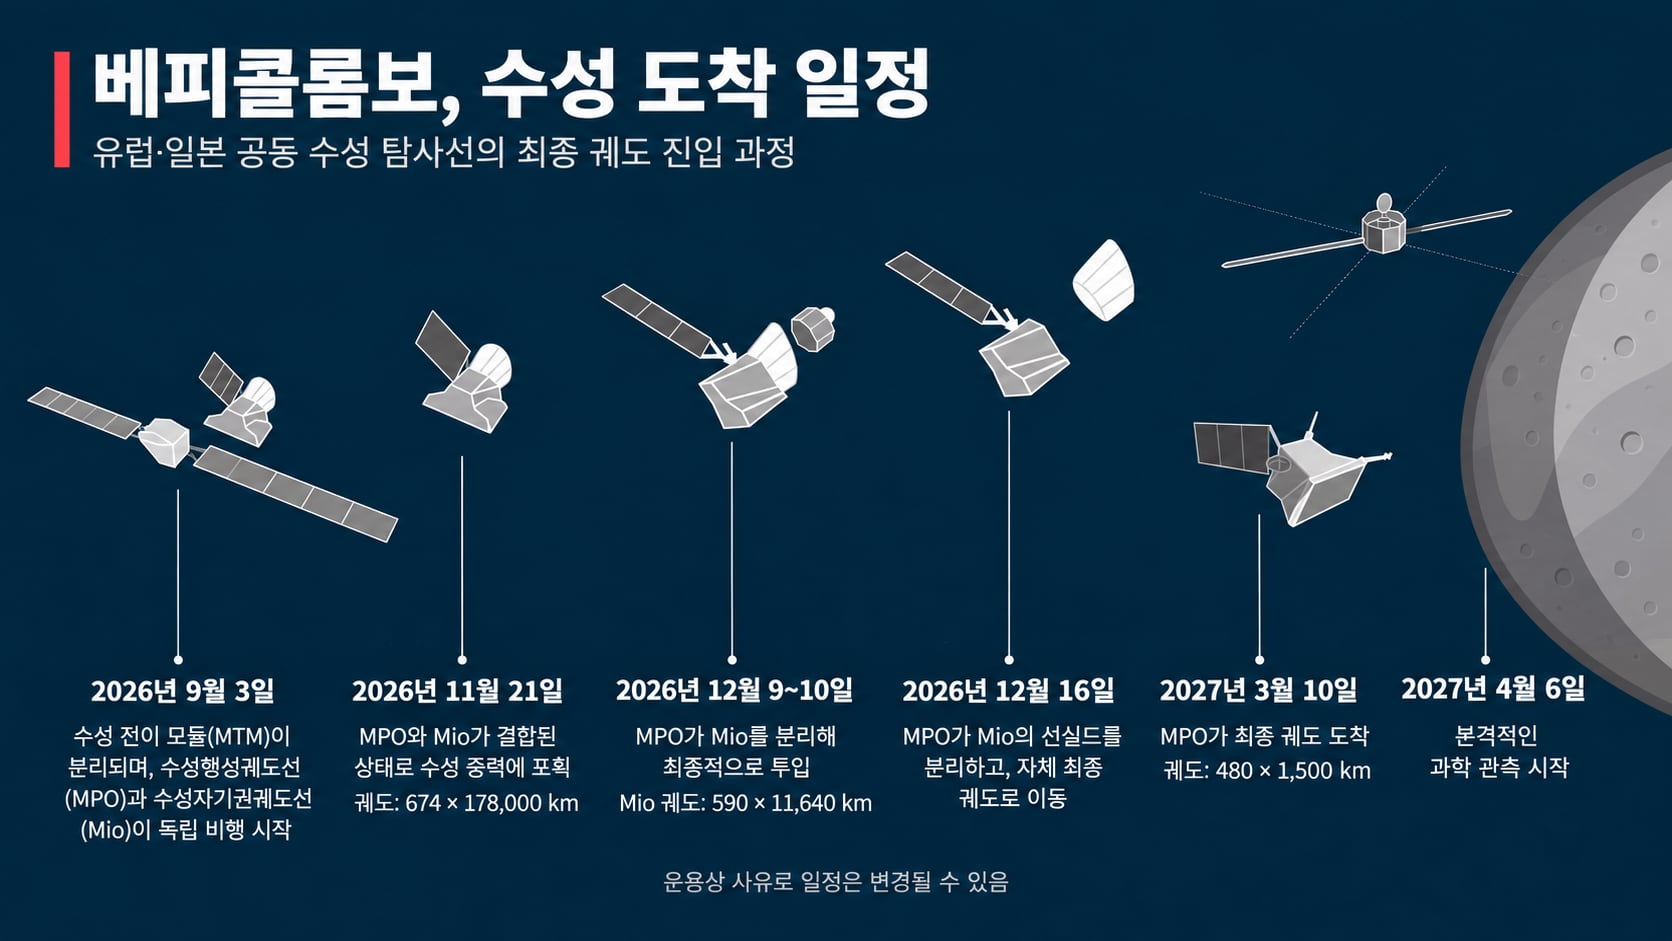 베피콜롬보, 수성 도착 일정
유럽·일본 공동 수성 탐사선의 최종 궤도 진입 과정
2026년 9월 3일
수성 전이 모듈(MTM)이
분리되며, 수성행성궤도선
(MPO)과 수성자기권궤도선
(Mio)이 독립 비행 시작
2026년 11월 21일
MPO와 Mio가 결합된
상태로 수성 중력에 포획
궤도: 674 × 178,000 km
2026년 12월 9~10일
MPO가 Mio를 분리해
최종적으로 투입
Mio 궤도: 590 × 11,640 km
2026년 12월 16일
MPO가 Mio의 선실드를
분리하고, 자체 최종
궤도로 이동
2027년 3월 10일
MPO가 최종 궤도 도착
궤도: 480 × 1,500 km
2027년 4월 6일
본격적인
과학 관측 시작
운용상 사유로 일정은 변경될 수 있음